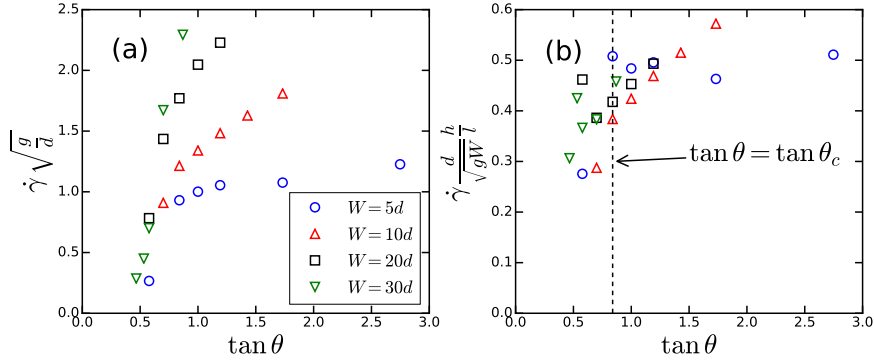 (a)
2.5
2.0
1.5
1.0
0.5
0.0
γ̇ √(g/d)
0.0 0.5 1.0 1.5 2.0 2.5 3.0
tan θ
W = 5d
W = 10d
W = 20d
W = 30d
(b)
0.6
0.5
0.4
0.3
0.2
0.1
0.0
γ̇ d/√(gW) h/l
tan θ = tan θ_c
0.0 0.5 1.0 1.5 2.0 2.5 3.0
tan θ